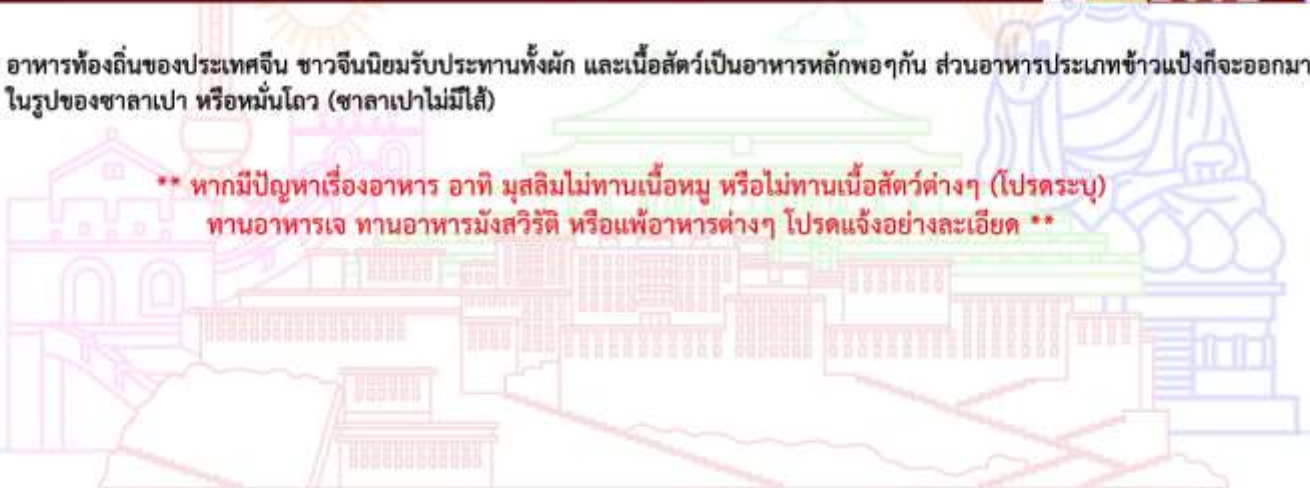 อาหารท้องถิ่นของประเทศจีน ชาวจีนนิยมรับประทานทั้งผัก และเนื้อสัตว์เป็นอาหารหลักพอๆกัน ส่วนอาหารประเภทข้าวแป้งก็จะออกมา
ในรูปของซาลาเปา หรือหมั่นโถว (ซาลาเปาไม่มีไส้)
** หากมีปัญหาเรื่องอาหาร อาทิ มุสลิมไม่ทานเนื้อหมู หรือไม่ทานเนื้อสัตว์ต่างๆ (โปรดระบุ)
ทานอาหารเจ ทานอาหารมังสวิรัติ หรือแพ้อาหารต่างๆ โปรดแจ้งอย่างละเอียด **